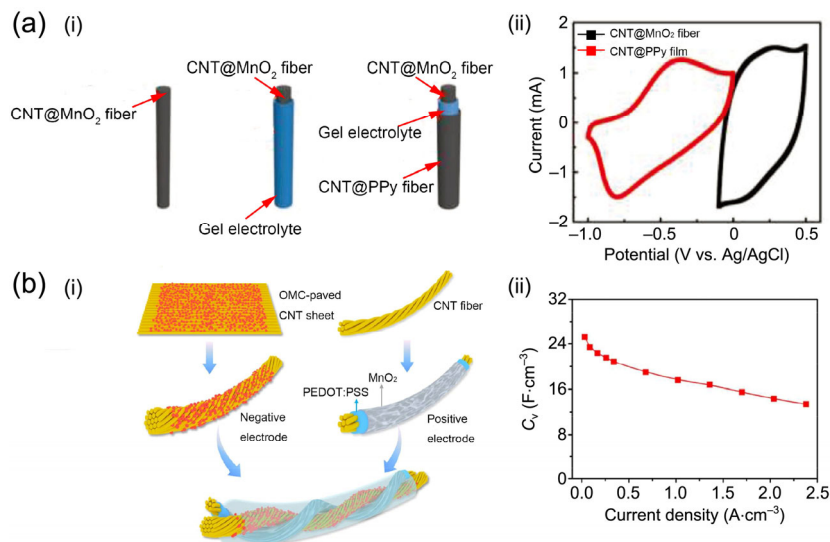 (a) (i)
CNT@MnO₂ fiber
CNT@MnO₂ fiber
Gel electrolyte
CNT@MnO₂ fiber
Gel electrolyte
CNT@PPy fiber
(ii)
CNT@MnO₂ fiber
CNT@PPy film
Current (mA)
2
1
0
−1
−2
−1.0
−0.5
0
0.5
Potential (V vs. Ag/AgCl)
(b) (i)
OMC-paved
CNT sheet
CNT fiber
Negative
electrode
PEDOT:PSS
MnO₂
Positive
electrode
(ii)
Cᵥ (F·cm⁻³)
32
24
16
8
0
0.0
0.5
1.0
1.5
2.0
2.5
Current density (A·cm⁻³)